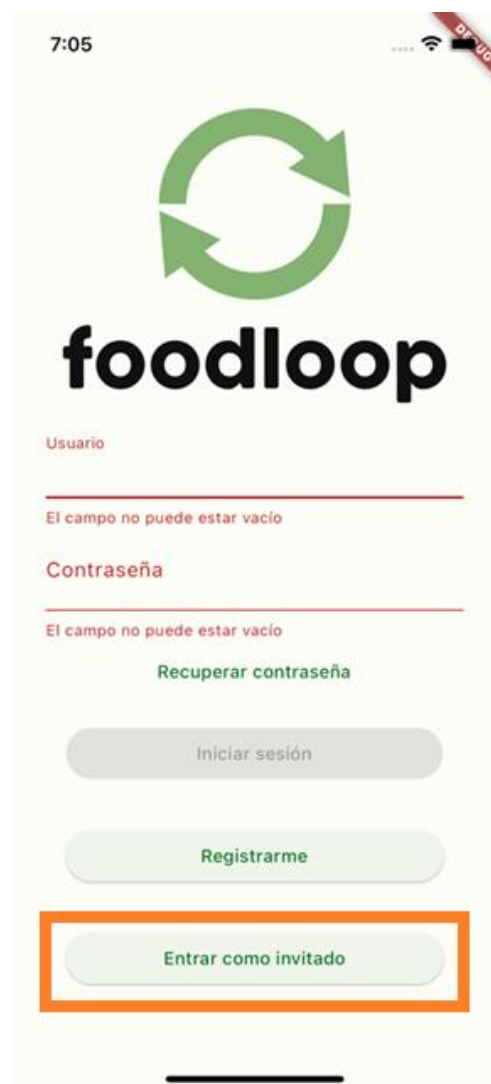 7:05
DEBUG
foodloop
Usuario
El campo no puede estar vacío
Contraseña
El campo no puede estar vacío
Recuperar contraseña
Iniciar sesión
Registrarme
Entrar como invitado